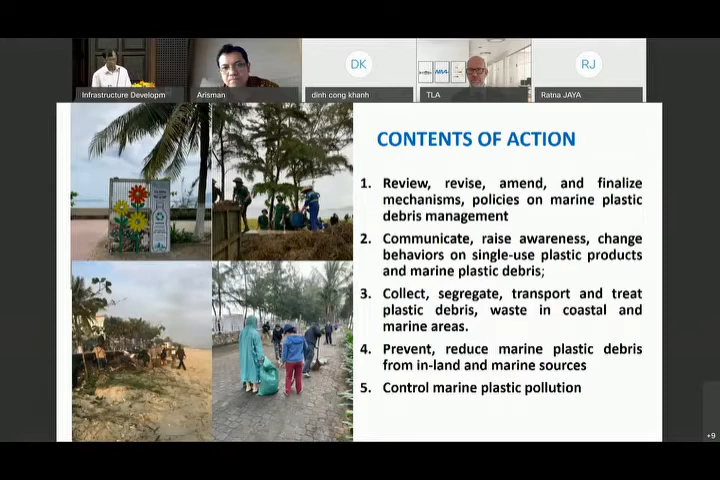 DK
RJ
Infrastructure Developm
Arisman
dinh cong khanh
TLA
Ratna JAYA
CONTENTS OF ACTION
1. Review, revise, amend, and finalize
mechanisms, policies on marine plastic
debris management
2. Communicate, raise awareness, change
behaviors on single-use plastic products
and marine plastic debris;
3. Collect, segregate, transport and treat
plastic debris, waste in coastal and
marine areas.
4. Prevent, reduce marine plastic debris
from in-land and marine sources
5. Control marine plastic pollution
+9